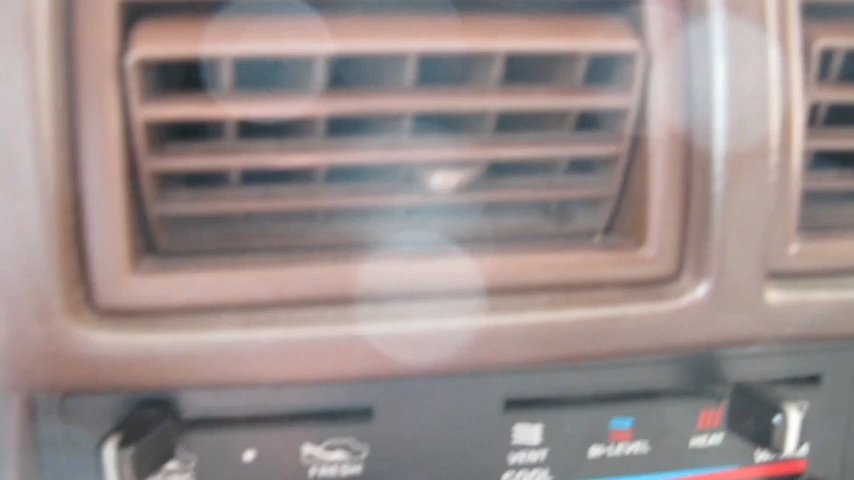 FRESH
VENT
BI-LEVEL
HEAT
COOL